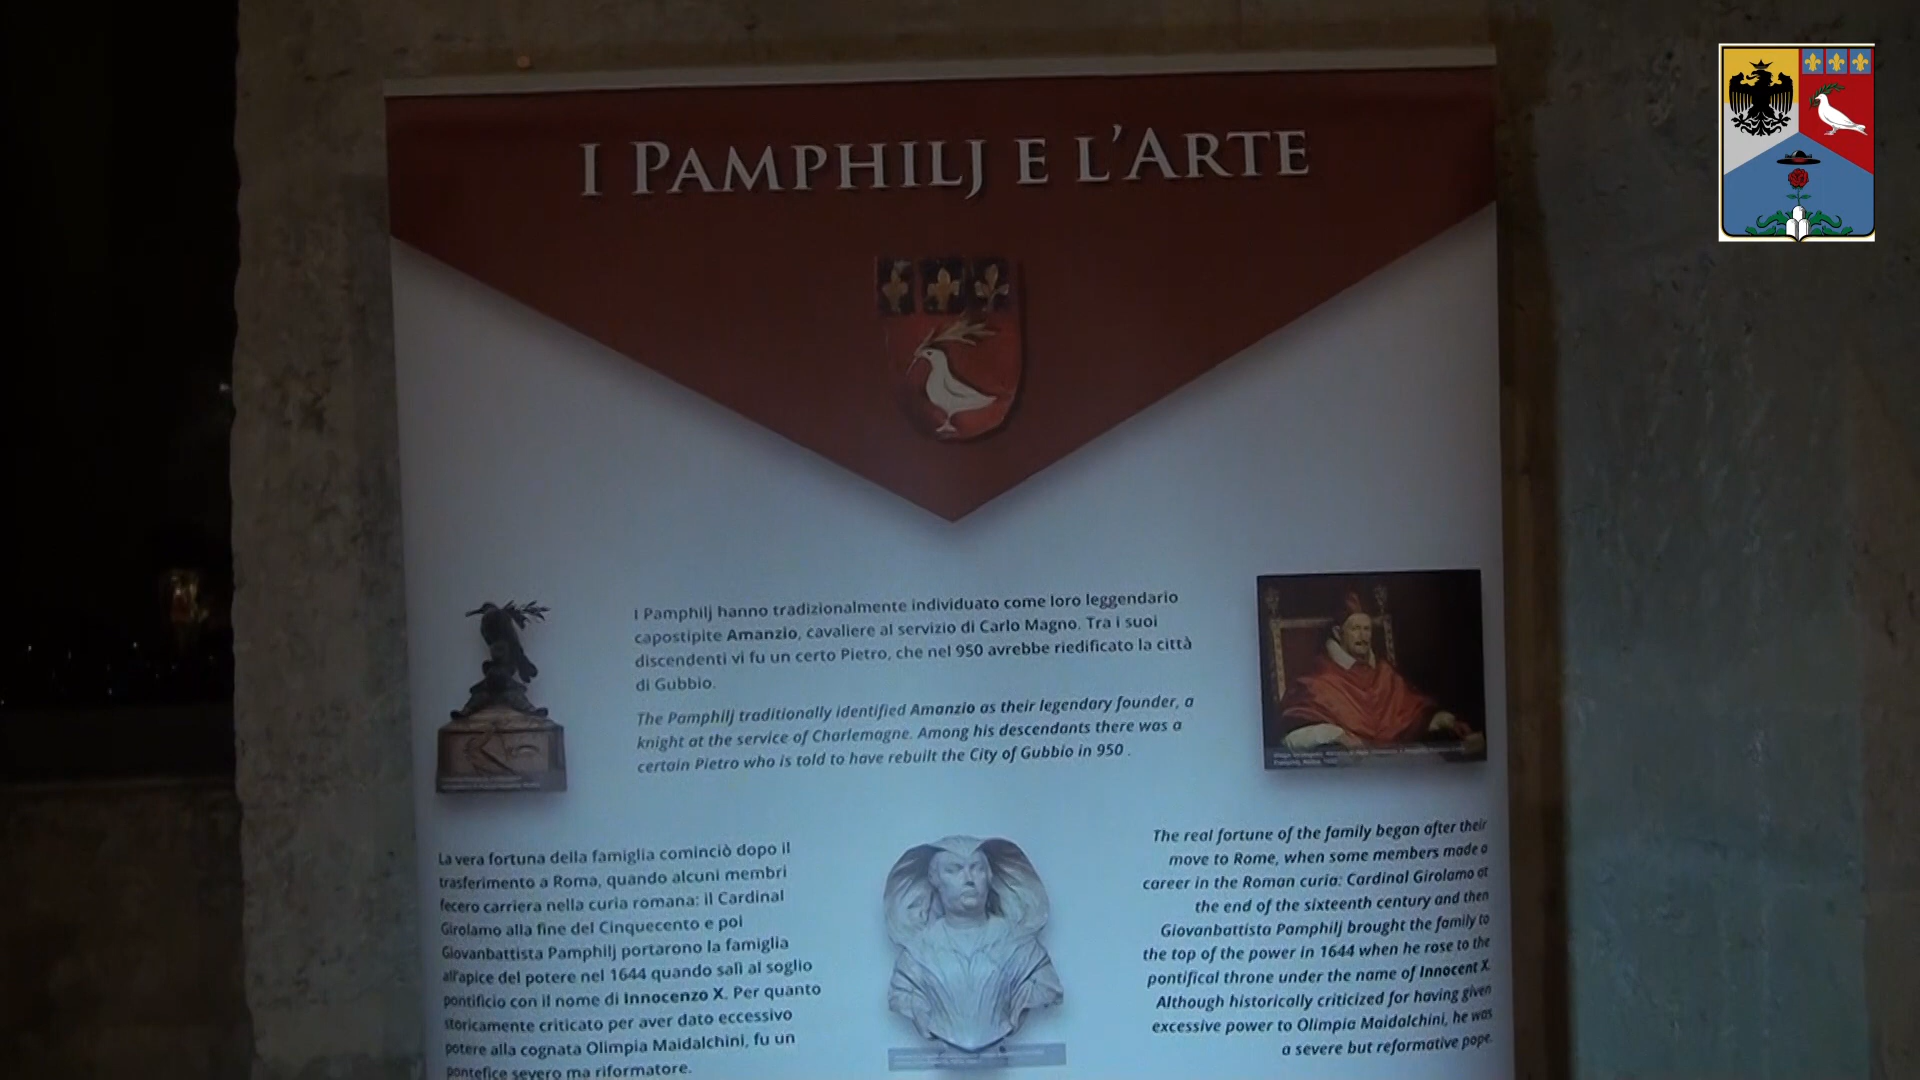 I PAMPHILJ E L'ARTE
I Pamphilj hanno tradizionalmente individuato come loro leggendario
capostipite Amanzio, cavaliere al servizio di Carlo Magno. Tra i suoi
discendenti vi fu un certo Pietro, che nel 950 avrebbe riedificato la città
di Gubbio.
The Pamphilj traditionally identified Amanzio as their legendary founder, a
knight at the service of Charlemagne. Among his descendants there was a
certain Pietro who is told to have rebuilt the City of Gubbio in 950 .
La vera fortuna della famiglia cominciò dopo il
trasferimento a Roma, quando alcuni membri
fecero carriera nella curia romana: il Cardinal
Girolamo alla fine del Cinquecento e poi
Giovanbattista Pamphilj portarono la famiglia
all'apice del potere nel 1644 quando salì al soglio
pontificio con il nome di Innocenzo X. Per quanto
storicamente criticato per aver dato eccessivo
potere alla cognata Olimpia Maidalchini, fu un
pontefice severo ma riformatore.
The real fortune of the family began after their
move to Rome, when some members made a
career in the Roman curia: Cardinal Girolamo at
the end of the sixteenth century and then
Giovanbattista Pamphilj brought the family to
the top of the power in 1644 when he rose to the
pontifical throne under the name of Innocent X.
Although historically criticized for having given
excessive power to Olimpia Maidalchini, he was
a severe but reformative pope.